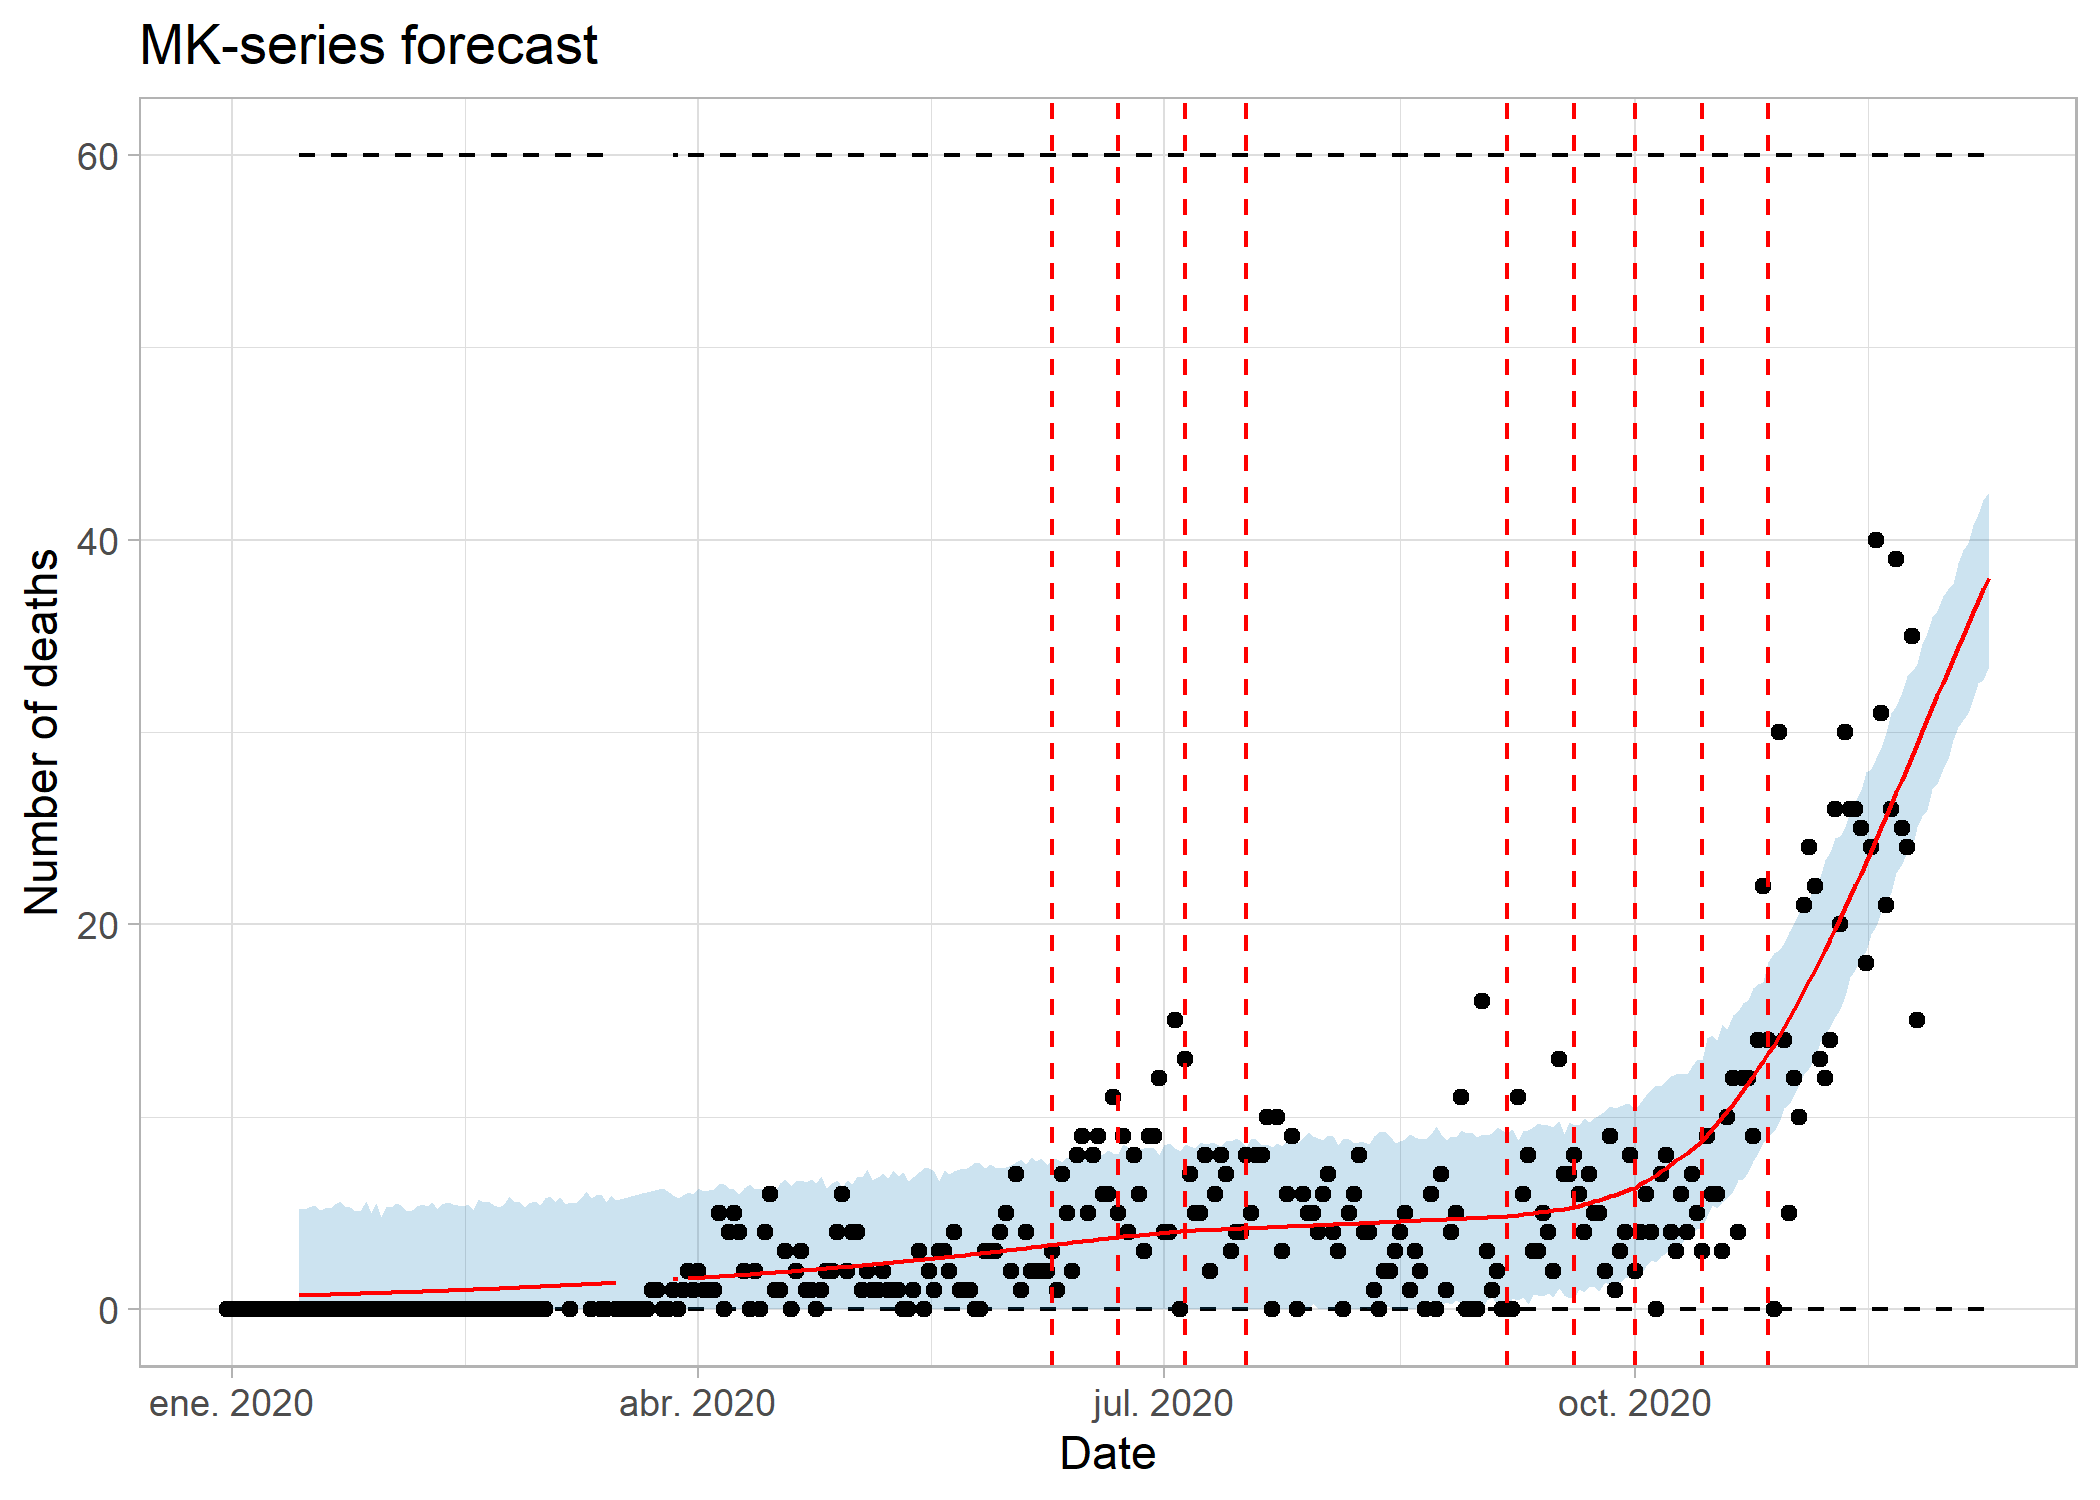 MK-series forecast
60
40
20
0
Number of deaths
ene. 2020
abr. 2020
jul. 2020
oct. 2020
Date